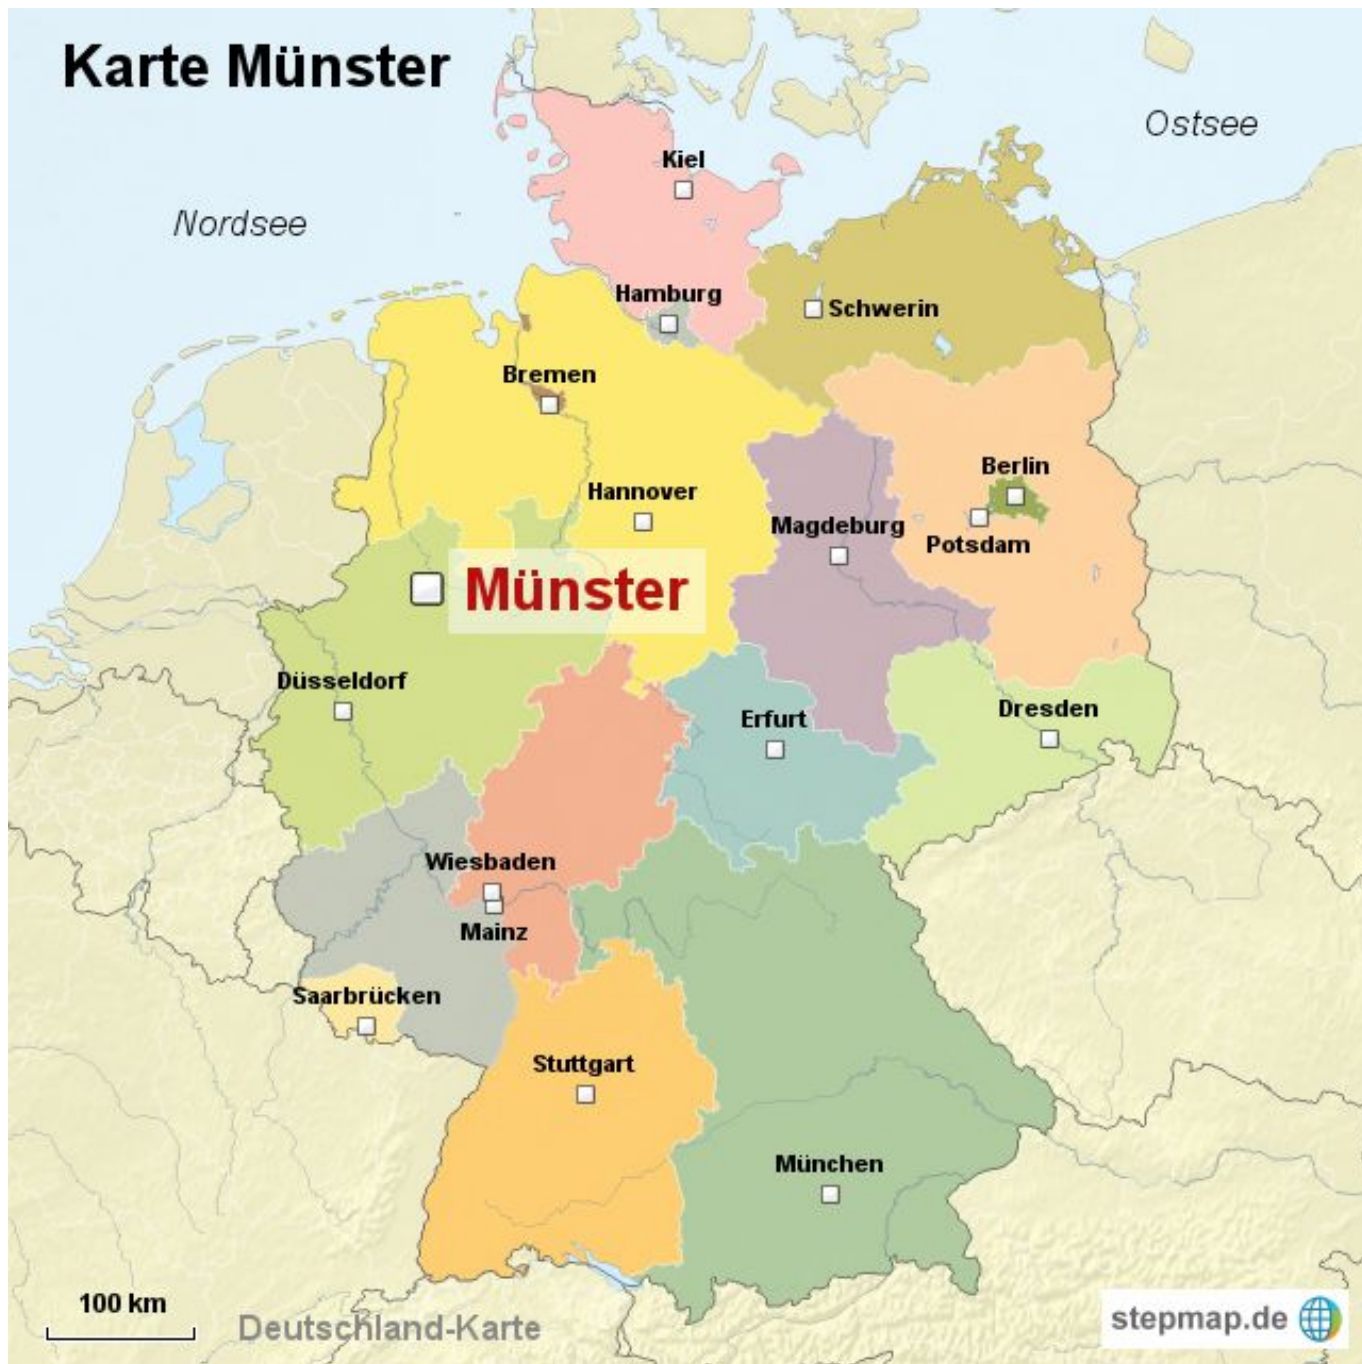 Karte Münster
Ostsee
Kiel
Nordsee
Hamburg
Schwerin
Bremen
Berlin
Hannover
Magdeburg
Potsdam
Münster
Düsseldorf
Erfurt
Dresden
Wiesbaden
Mainz
Saarbrücken
Stuttgart
München
100 km
Deutschland-Karte
stepmap.de